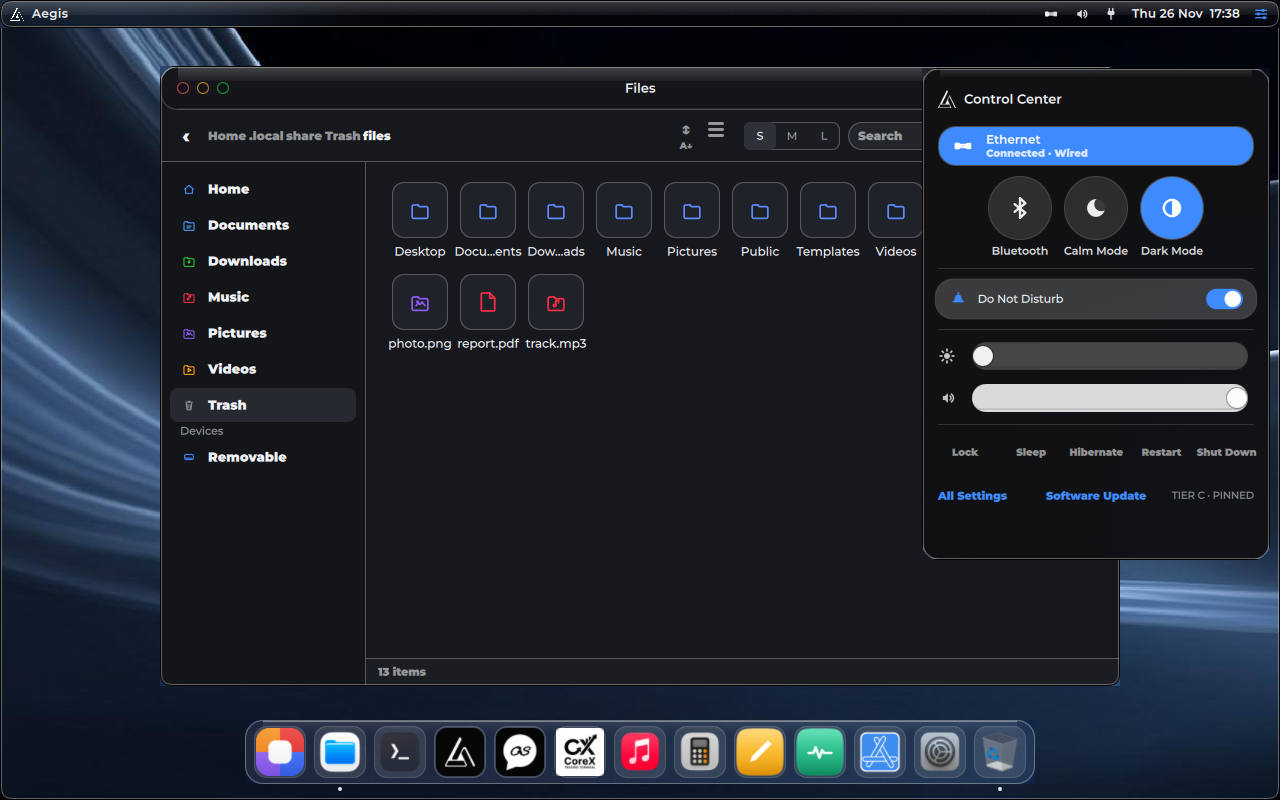 Aegis
Thu 26 Nov 17:38
Files
Home .local share Trash files
A+
S M L
Search
Home
Documents
Downloads
Music
Pictures
Videos
Trash
Devices
Removable
Desktop Docu...ents Dow...ads Music Pictures Public Templates Videos
photo.png report.pdf track.mp3
13 items
Control Center
Ethernet
Connected · Wired
Bluetooth Calm Mode Dark Mode
Do Not Disturb
Lock Sleep Hibernate Restart Shut Down
All Settings Software Update TIER C · PINNED
as
CX
CoreX